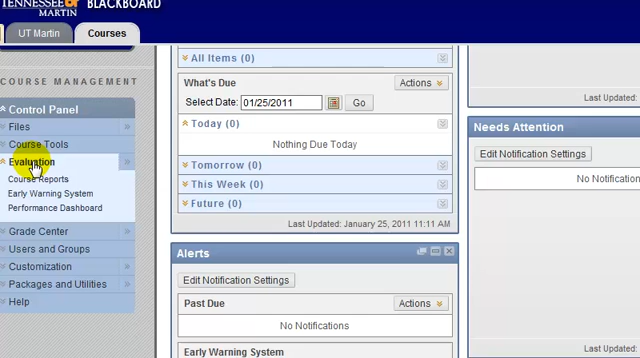 TENNESSEE
MARTIN
BLACKBOARD
UT Martin
Courses
COURSE MANAGEMENT
Control Panel
Files
Course Tools
Evaluation
Course Reports
Early Warning System
Performance Dashboard
Grade Center
Users and Groups
Customization
Packages and Utilities
Help
All Items (0)
What's Due
Actions
Select Date: 01/25/2011 Go
Today (0)
Nothing Due Today
Tomorrow (0)
This Week (0)
Future (0)
Last Updated: January 25, 2011 11:11 AM
Alerts
Edit Notification Settings
Past Due
Actions
No Notifications
Early Warning System
Last Updated:
Needs Attention
Edit Notification Settings
No Notifi
Last Updated: